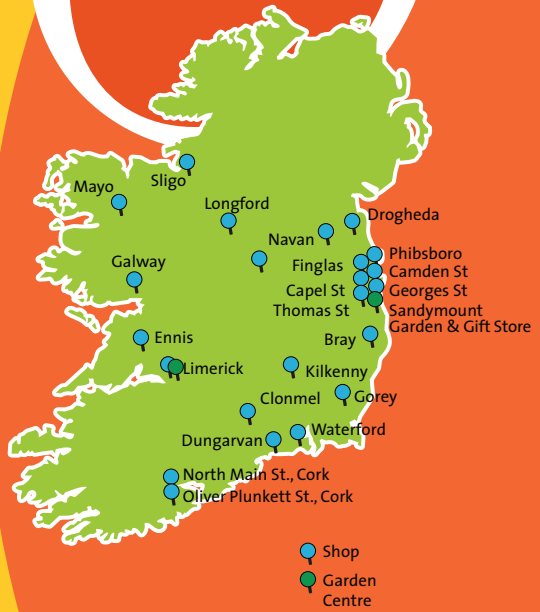 Mayo
Sligo
Longford
Drogheda
Navan
Galway
Finglas
Phibsboro
Camden St
Capel St
Georges St
Thomas St
Sandymount
Garden & Gift Store
Ennis
Bray
Limerick
Kilkenny
Clonmel
Gorey
Waterford
Dungarvan
North Main St., Cork
Oliver Plunkett St., Cork
Shop
Garden
Centre